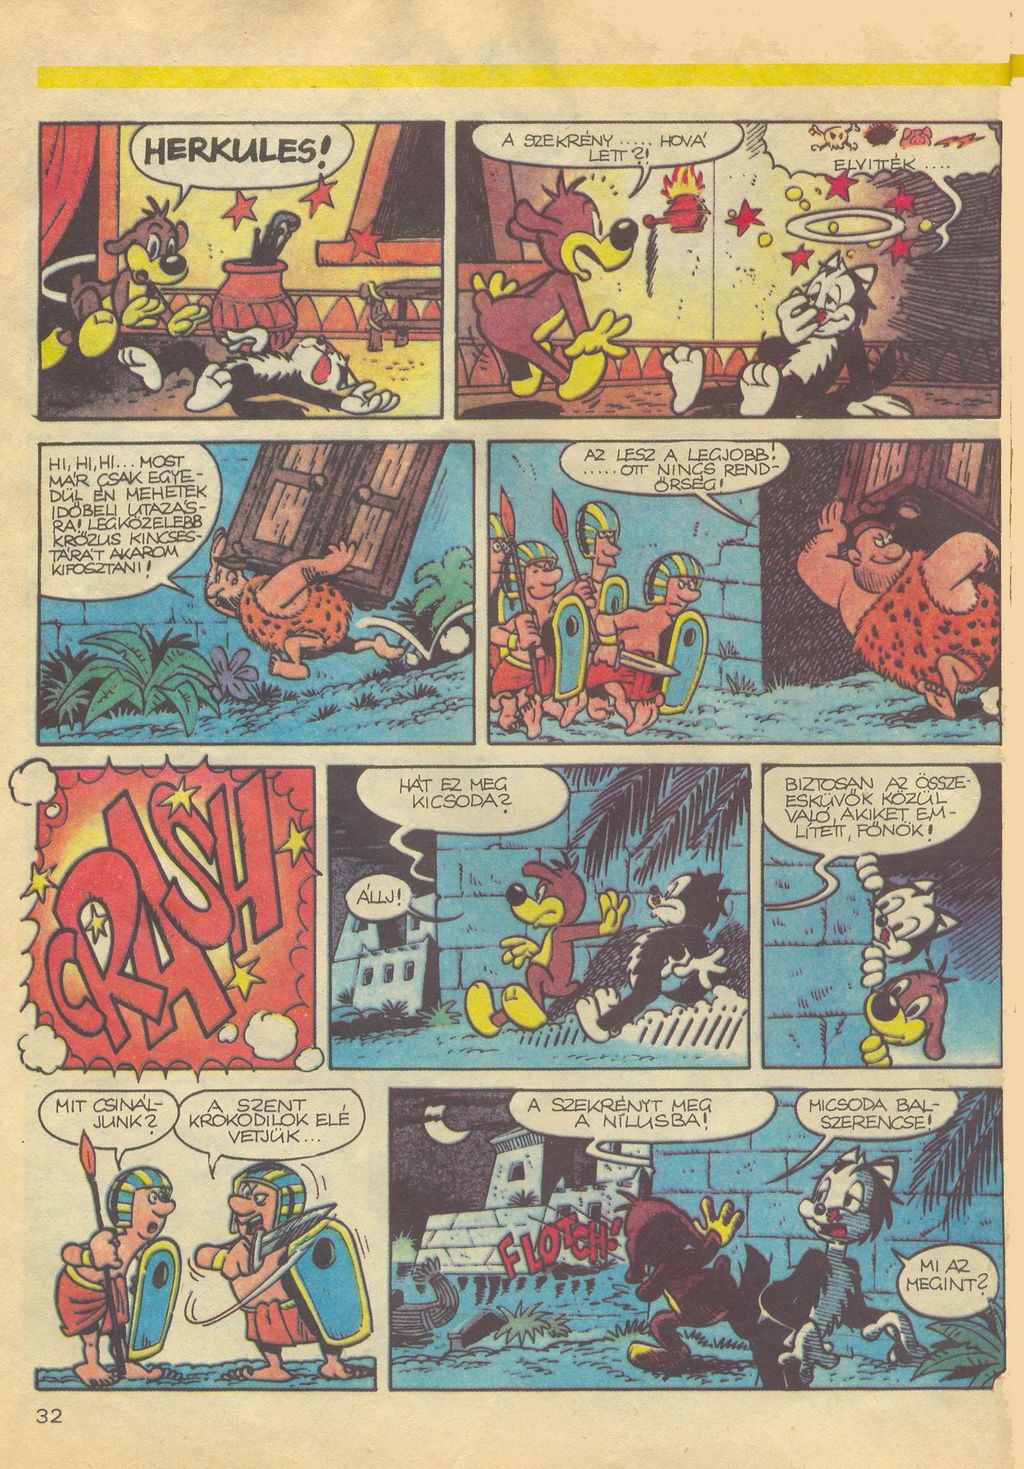 HERKULES!
A SZEKRÉNY ..... HOVÁ
LETT ?!
ELVITTÉK ....
HI, HI, HI... MOST
MÁR CSAK EGYE-
DÜL ÉN MEHETEK
IDŐBELI UTAZÁS-
RA! LEGKÖZELEBB
KRŐZUS KINCSES-
TÁRÁT AKAROM
KIFOSZTANI!
AZ LESZ A LEGJOBB!
..... OTT NINCS REND-
ŐRSÉG!
CRASH
HÁT EZ MEG
KICSODA?
ÁLLJ!
BIZTOSAN AZ ÖSSZE-
ESKÜVŐK KÖZÜL
VALÓ, AKIKET EM-
LÍTETT, FŐNÖK!
MIT CSINÁL-
JUNK?
A SZENT
KROKODILOK ELÉ
VETJÜK...
A SZEKRÉNYT MEG
A NÍLUSBA!
MICSODA BAL-
SZERENCSE!
FLOTCH!
MI AZ
MEGINT?
32